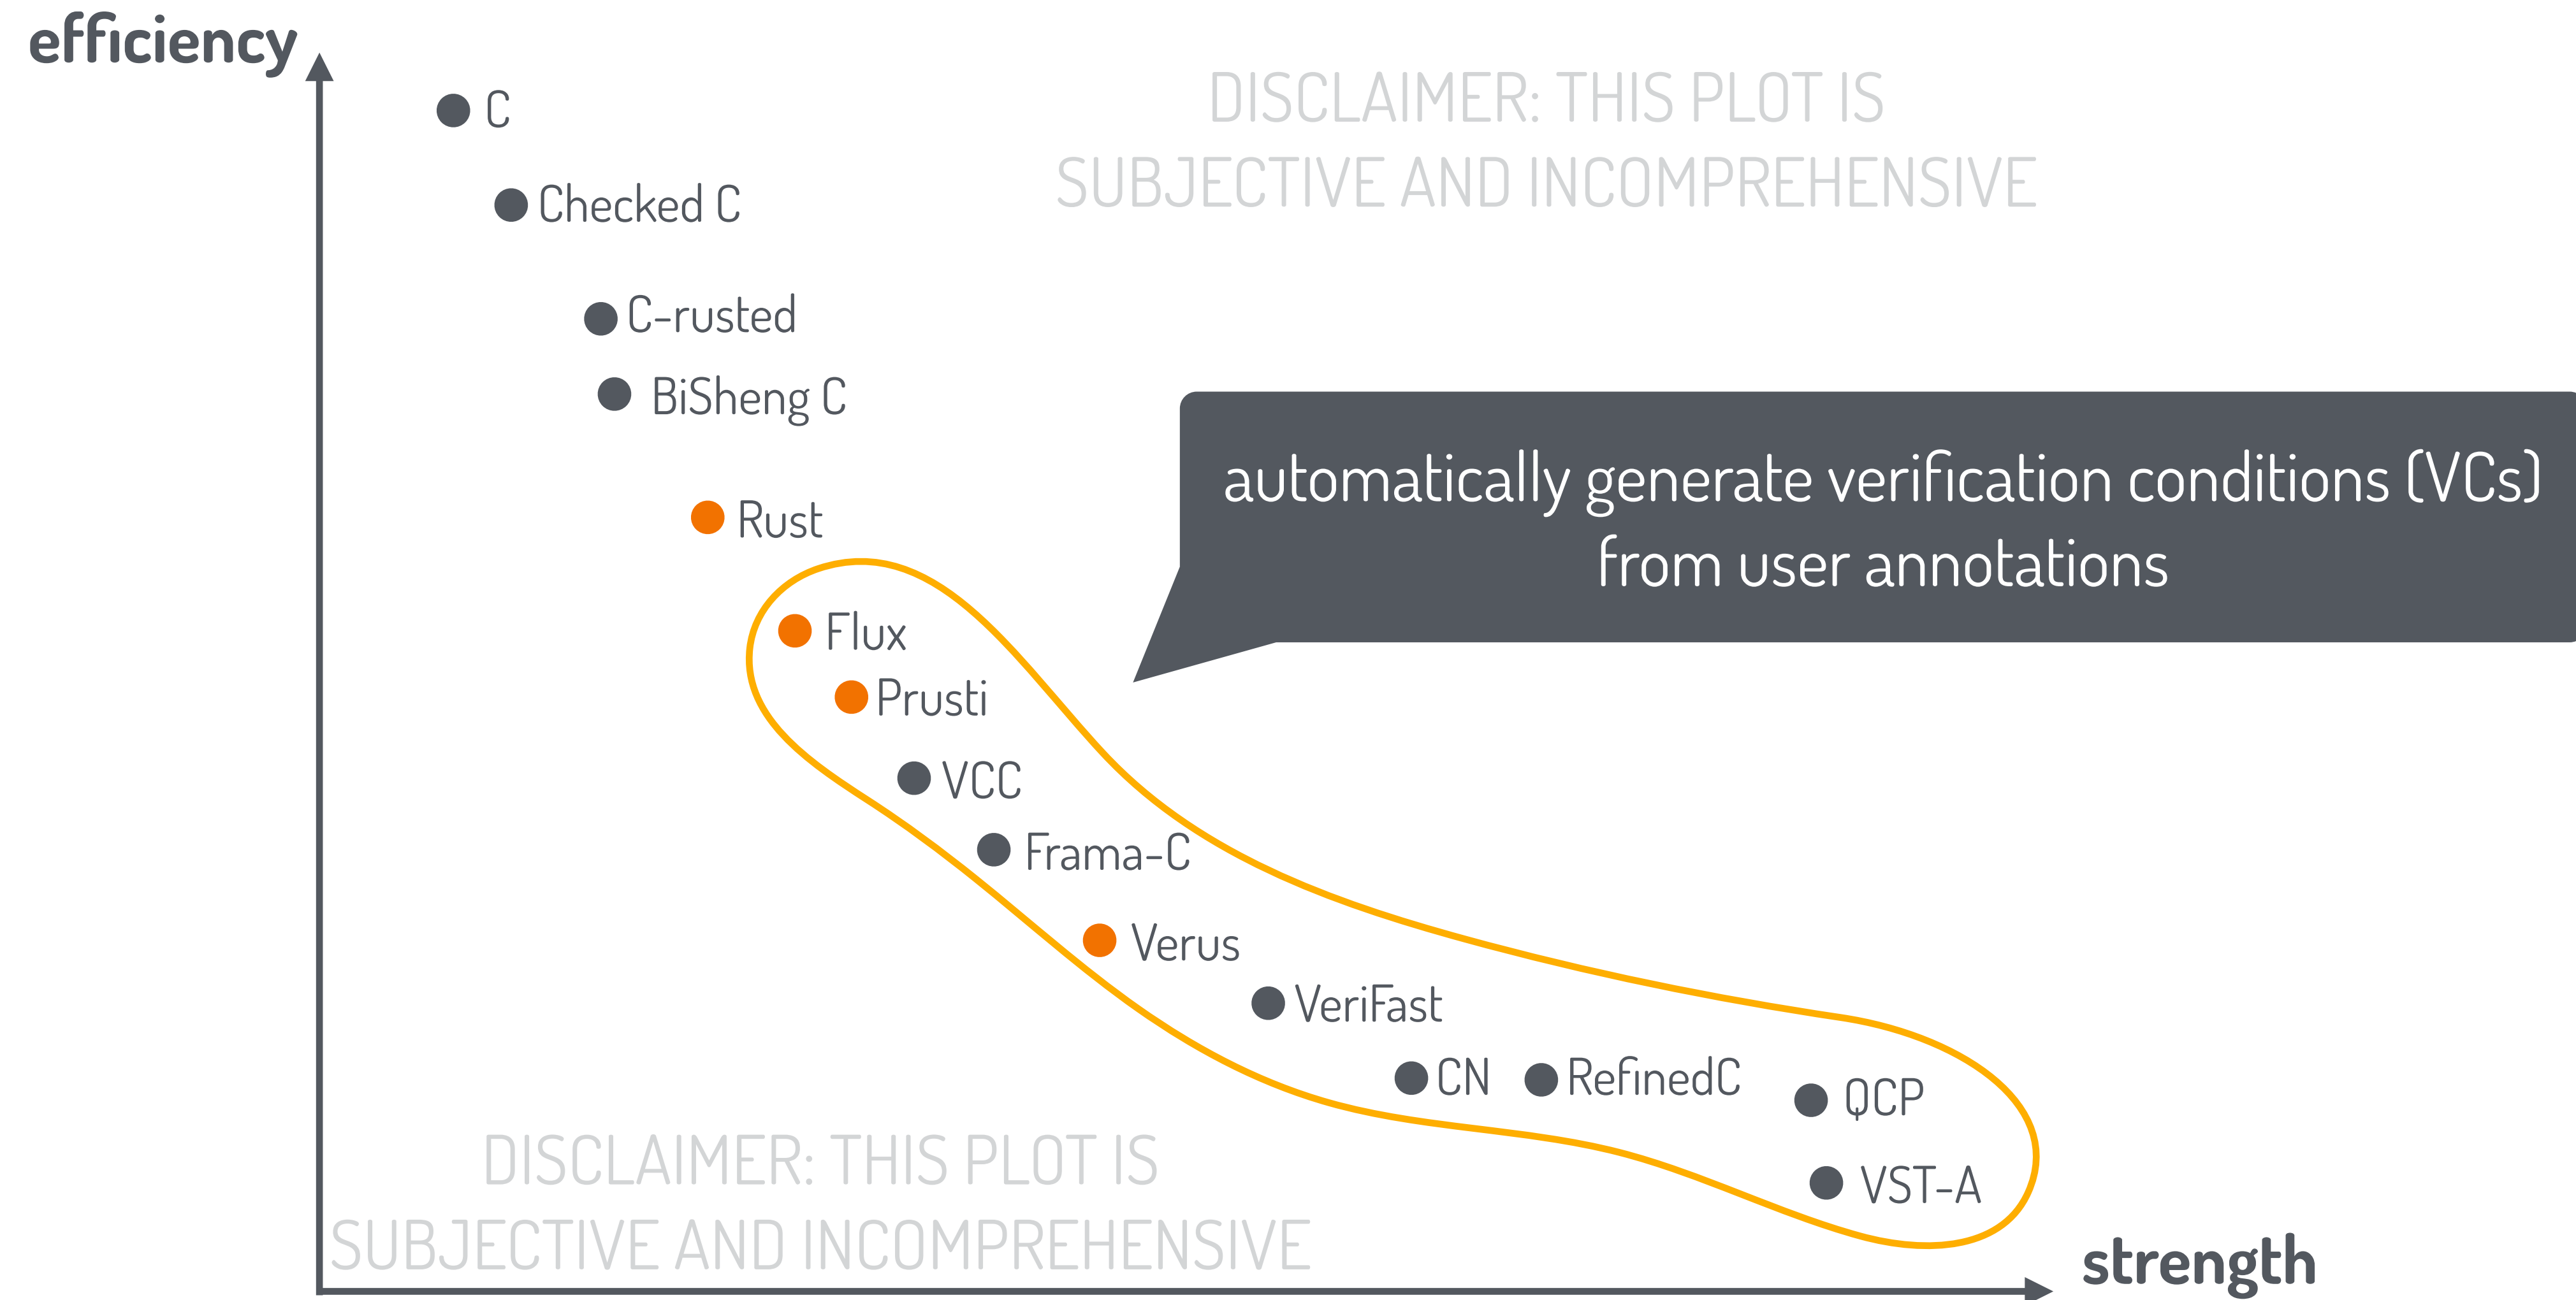 efficiency
C
DISCLAIMER: THIS PLOT IS
SUBJECTIVE AND INCOMPREHENSIVE
Checked C
C-rusted
BiSheng C
automatically generate verification conditions (VCs)
from user annotations
Rust
Flux
Prusti
VCC
Frama-C
Verus
VeriFast
CN
RefinedC
QCP
VST-A
DISCLAIMER: THIS PLOT IS
SUBJECTIVE AND INCOMPREHENSIVE
strength